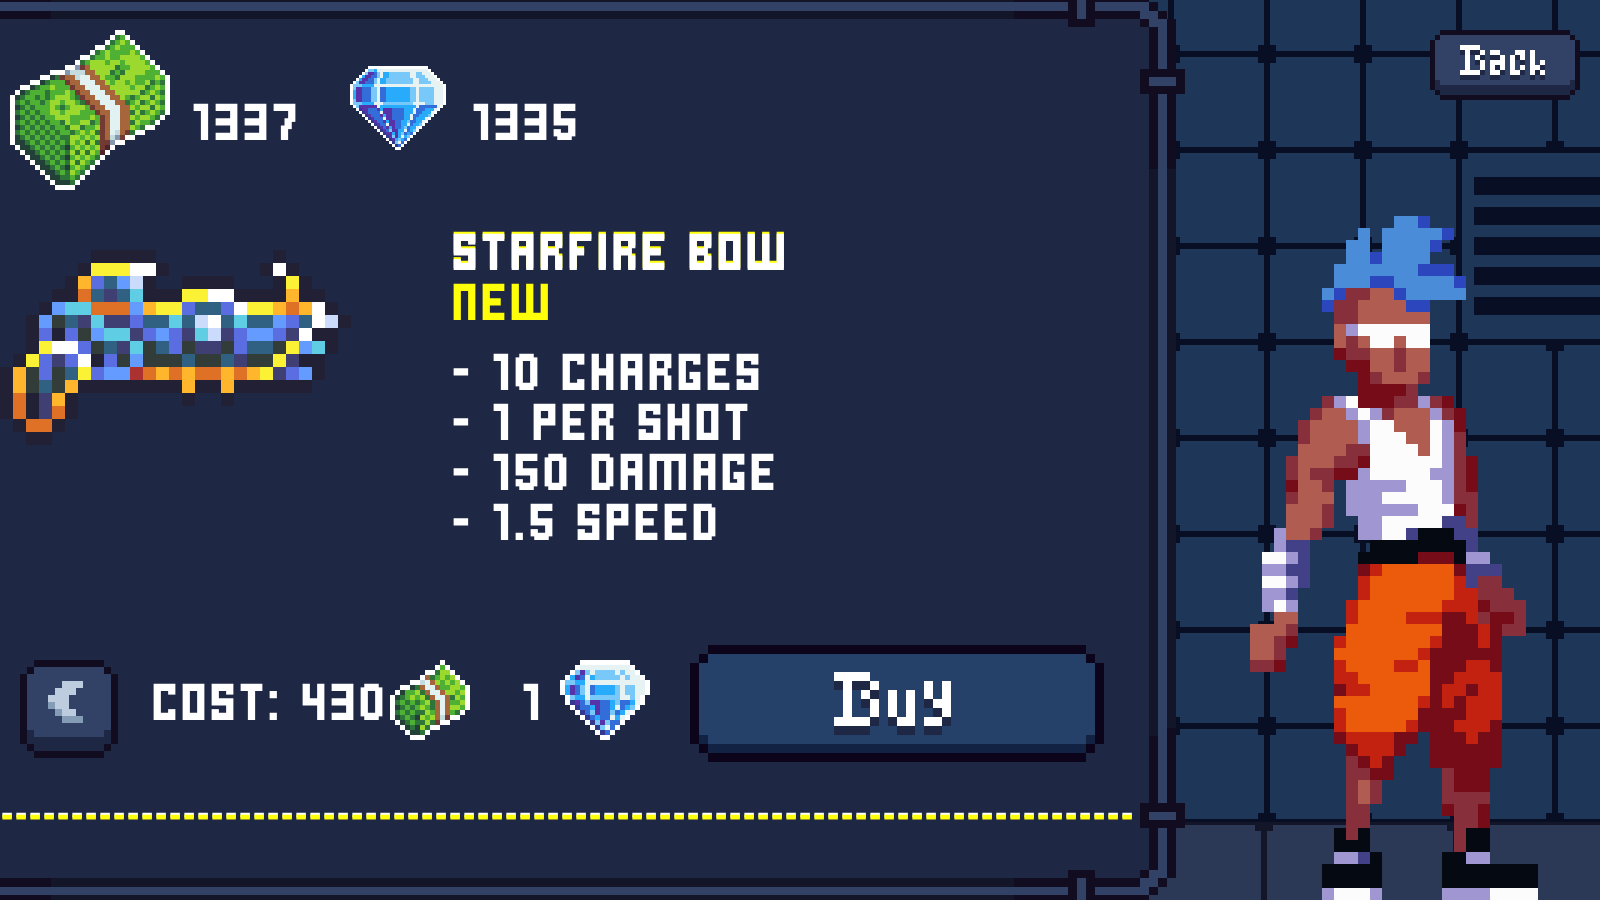 Back
1337 1335
STARFIRE BOW
NEW
- 10 CHARGES
- 1 PER SHOT
- 150 DAMAGE
- 1.5 SPEED
COST: 430 1 Buy